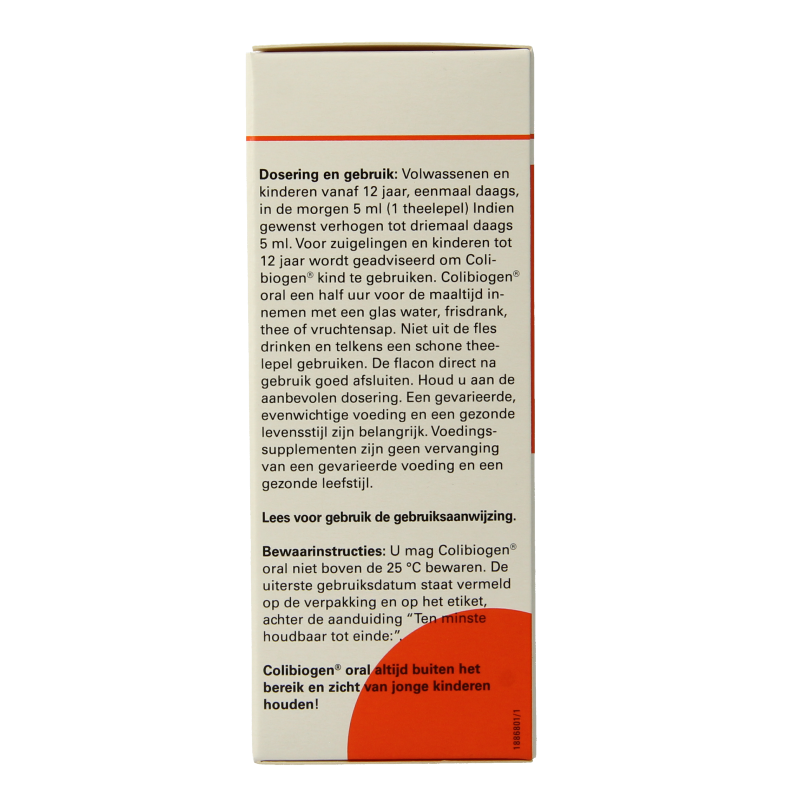 Dosering en gebruik: Volwassenen en
kinderen vanaf 12 jaar, eenmaal daags,
in de morgen 5 ml (1 theelepel) Indien
gewenst verhogen tot driemaal daags
5 ml. Voor zuigelingen en kinderen tot
12 jaar wordt geadviseerd om Coli-
biogen® kind te gebruiken. Colibiogen®
oral een half uur voor de maaltijd in-
nemen met een glas water, frisdrank,
thee of vruchtensap. Niet uit de fles
drinken en telkens een schone thee-
lepel gebruiken. De flacon direct na
gebruik goed afsluiten. Houd u aan de
aanbevolen dosering. Een gevarieerde,
evenwichtige voeding en een gezonde
levensstijl zijn belangrijk. Voedings-
supplementen zijn geen vervanging
van een gevarieerde voeding en een
gezonde leefstijl.
Lees voor gebruik de gebruiksaanwijzing.
Bewaarinstructies: U mag Colibiogen®
oral niet boven de 25 °C bewaren. De
uiterste gebruiksdatum staat vermeld
op de verpakking en op het etiket,
achter de aanduiding “Ten minste
houdbaar tot einde:”.
Colibiogen® oral altijd buiten het
bereik en zicht van jonge kinderen
houden!
1886801/1